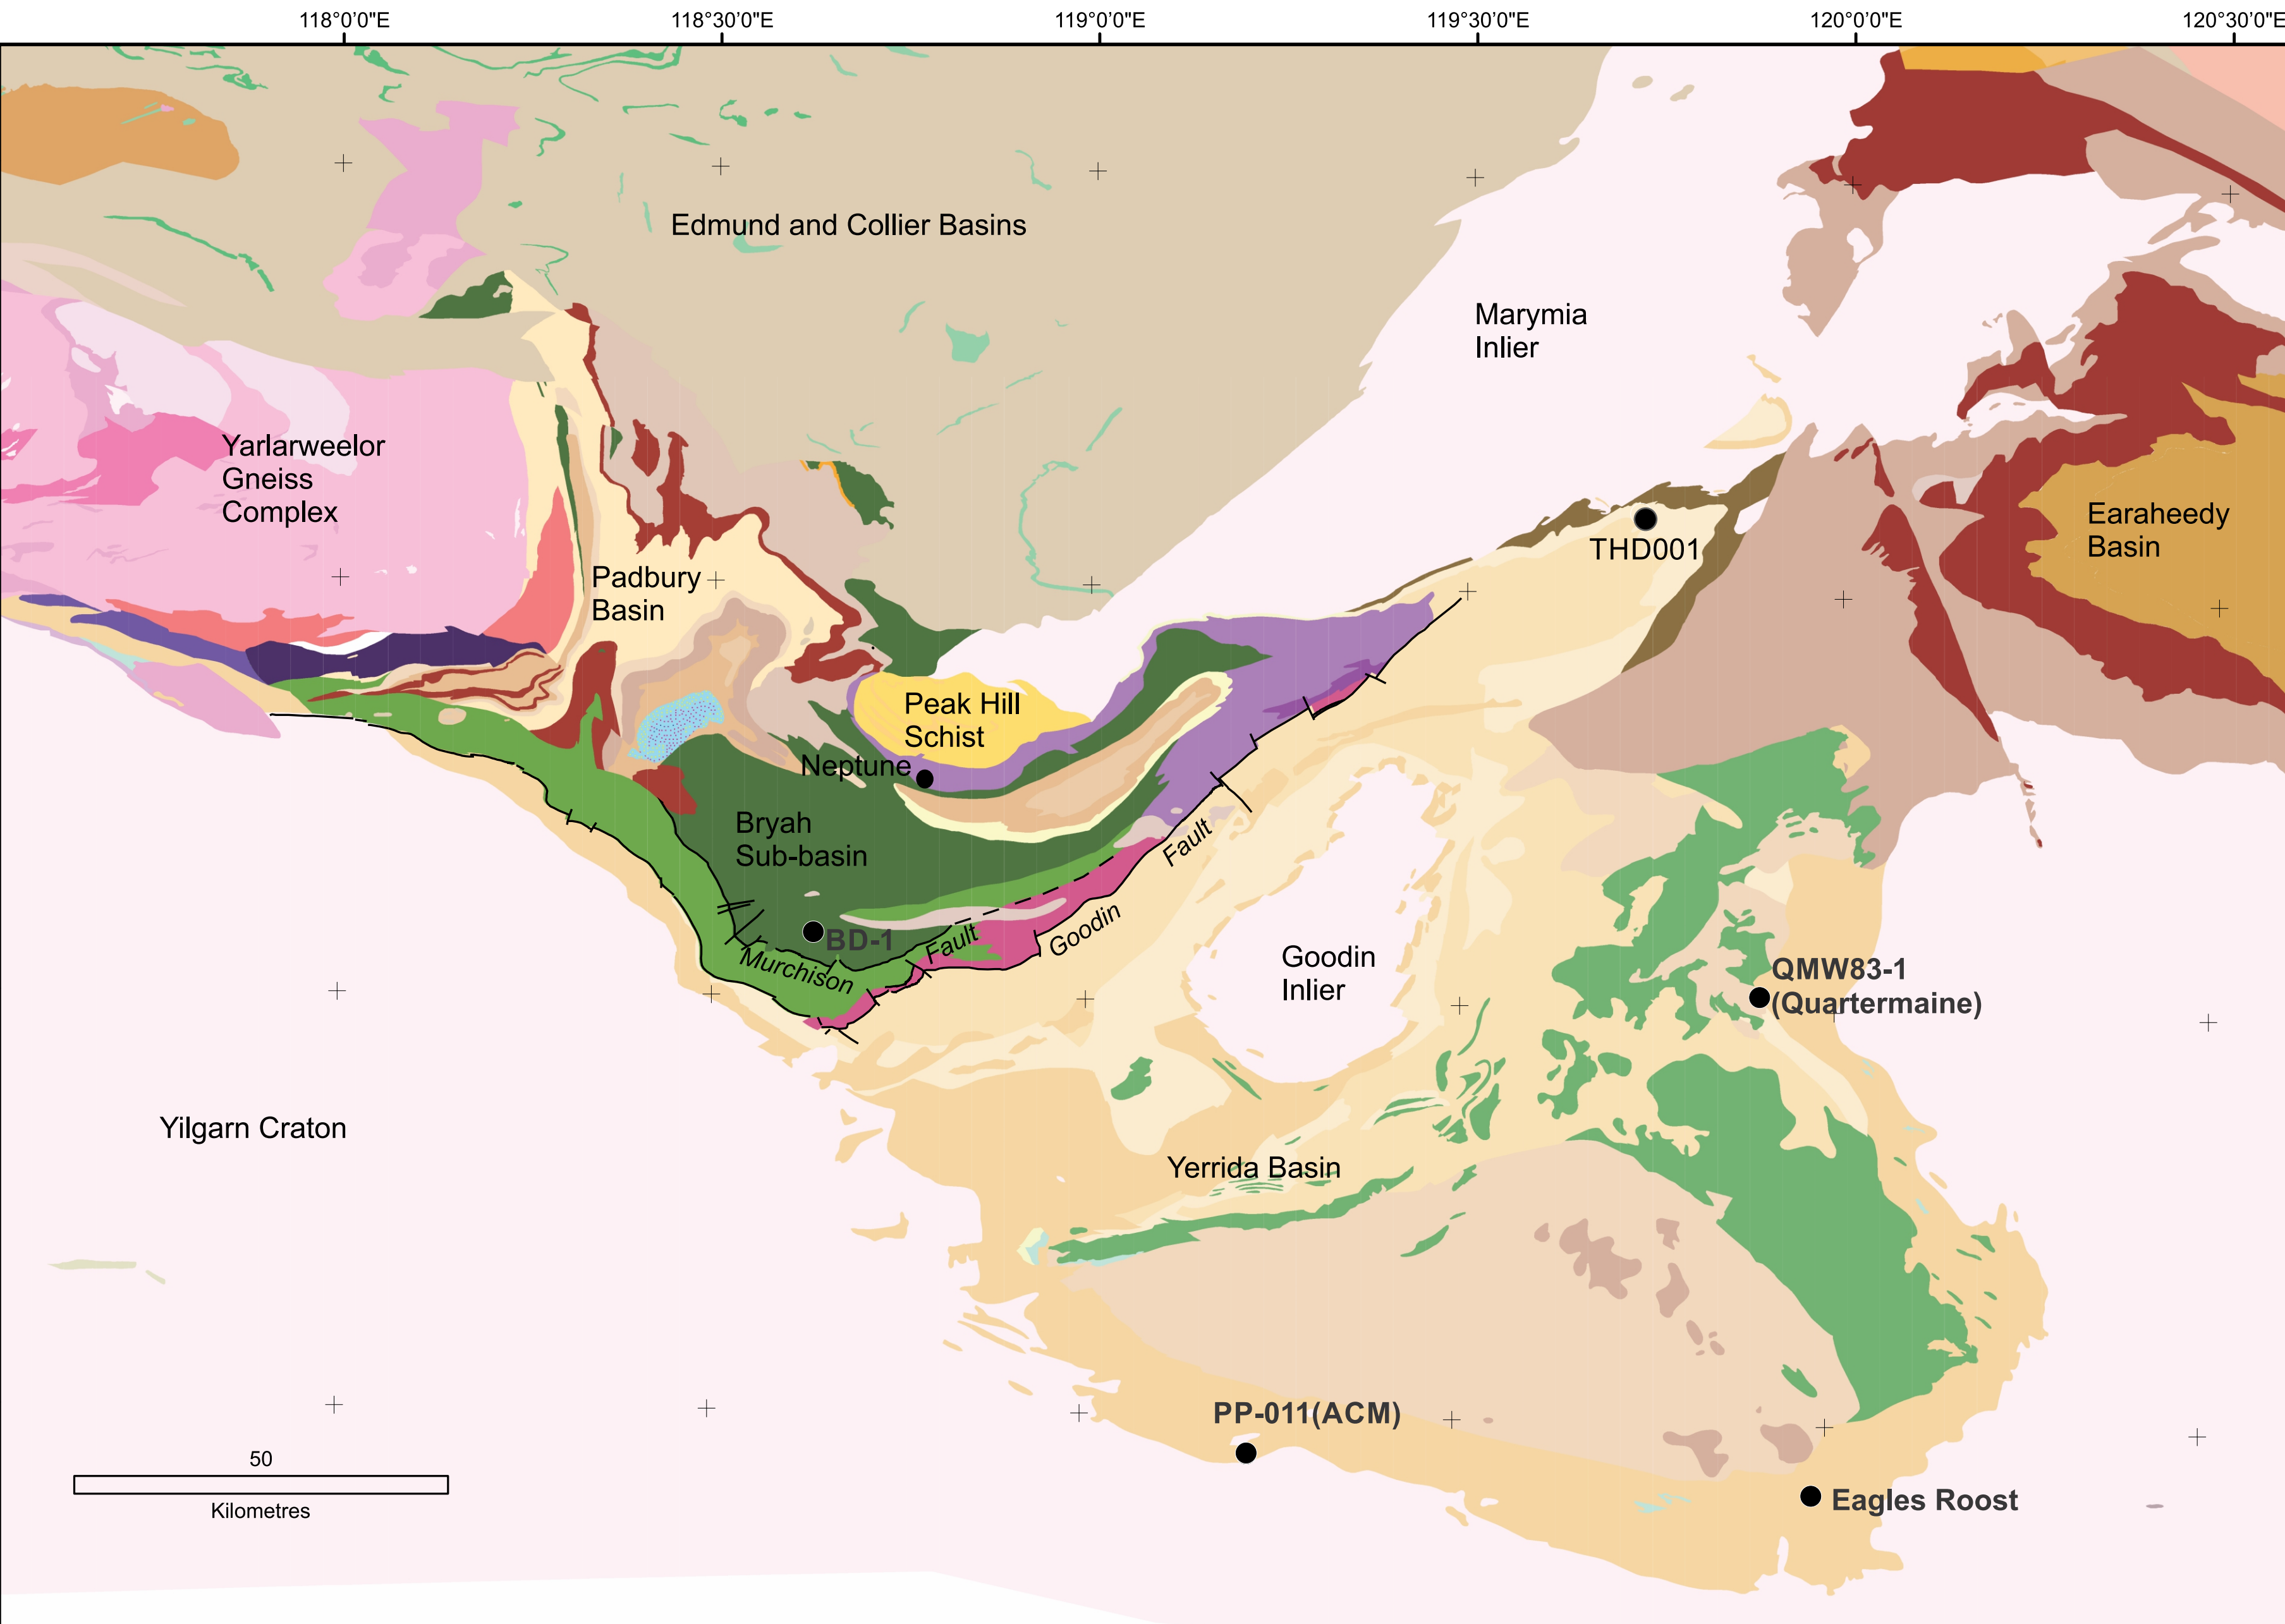 118°0'0"E
118°30'0"E
119°0'0"E
119°30'0"E
120°0'0"E
120°30'0"E
Edmund and Collier Basins
Marymia
Inlier
Yarlarweelor
Gneiss
Complex
Earaheedy
Basin
THD001
Padbury
Basin
Peak Hill
Schist
Neptune
Bryah
Sub-basin
Fault
BD-1
Murchison
Fault
Goodin
Goodin
Inlier
QMW83-1
(Quartermaine)
Yilgarn Craton
Yerrida Basin
PP-011(ACM)
50
Kilometres
Eagles Roost